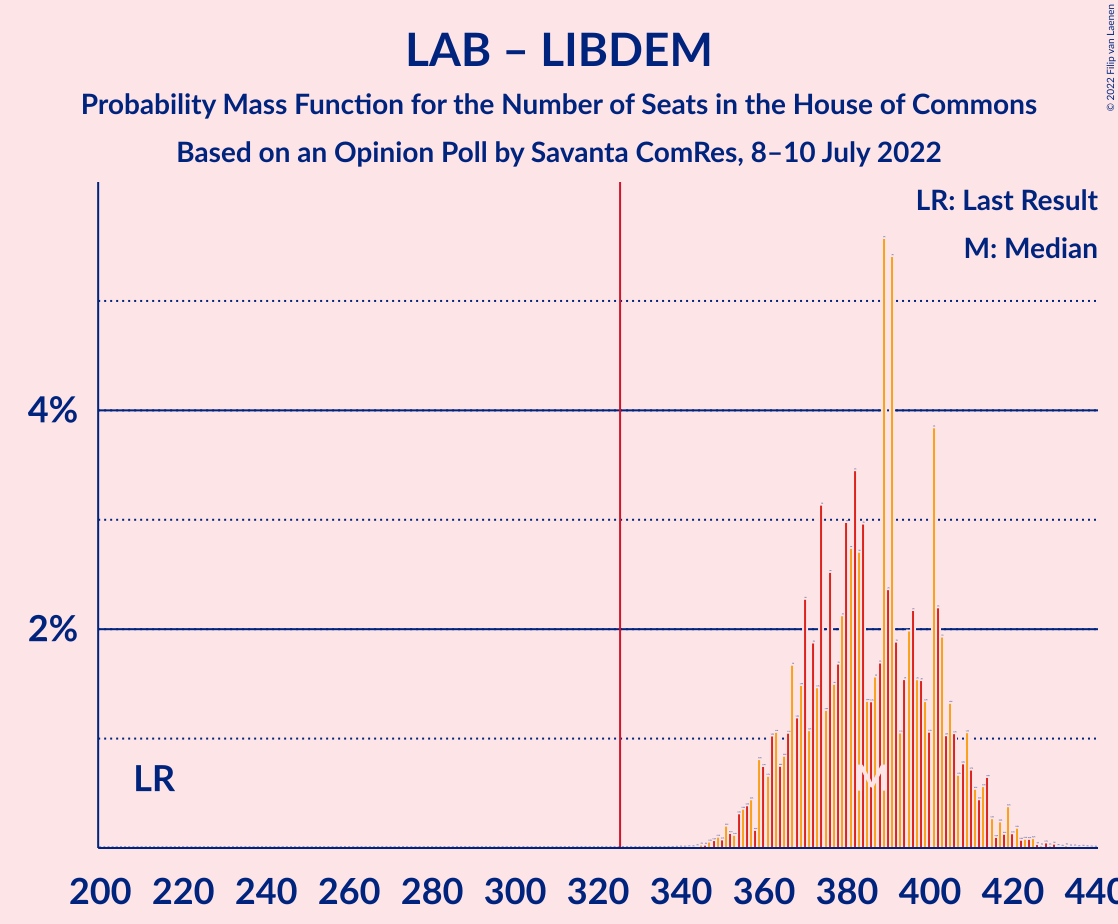 LAB – LIBDEM
Probability Mass Function for the Number of Seats in the House of Commons
Based on an Opinion Poll by Savanta ComRes, 8–10 July 2022
© 2022 Filip van Laenen
LR: Last Result
M: Median
4%
2%
LR
M
200 220 240 260 280 300 320 340 360 380 400 420 440